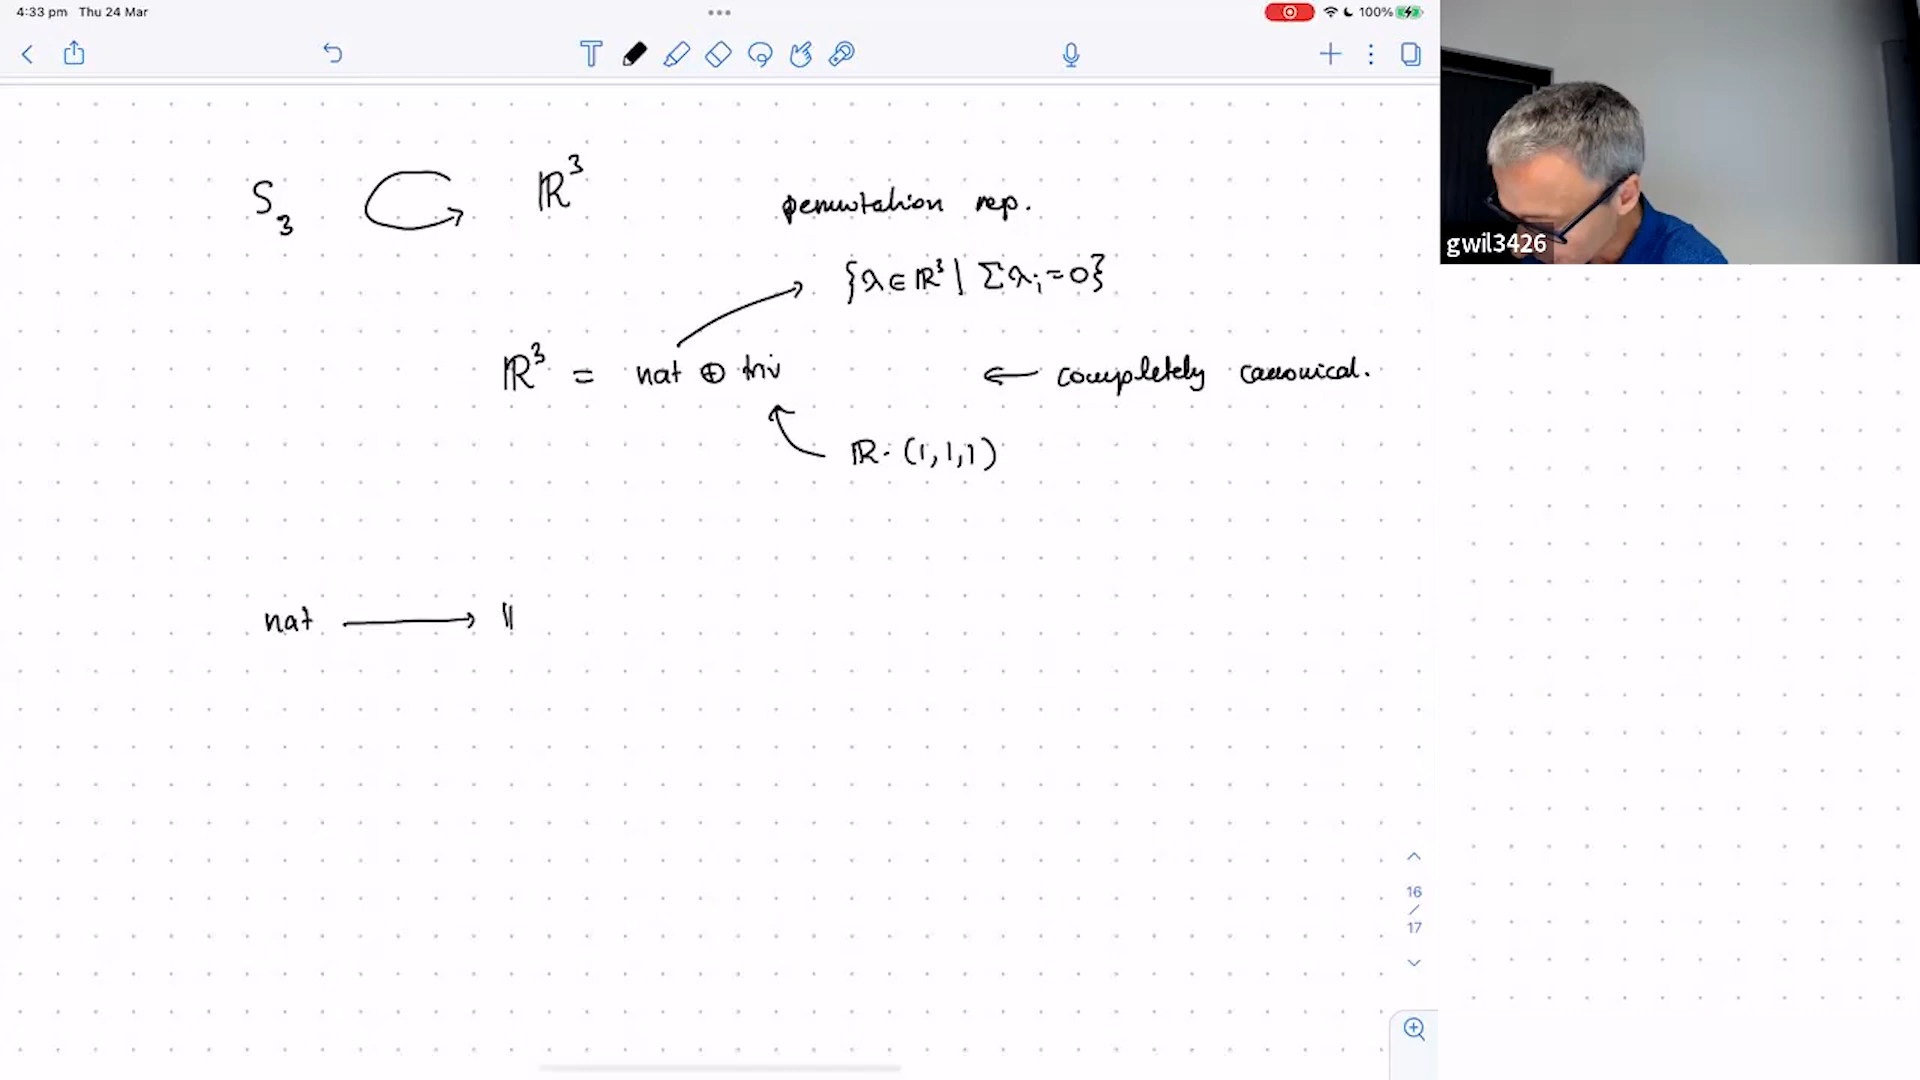 4:33 pm Thu 24 Mar
100%
S₃ ⟳ ℝ³ permutation rep.
{λ ∈ ℝ³ | Σλᵢ = 0}
ℝ³ = nat ⊕ triv ← completely canonical.
ℝ · (1, 1, 1)
nat → 
16
/
17
gwil3426